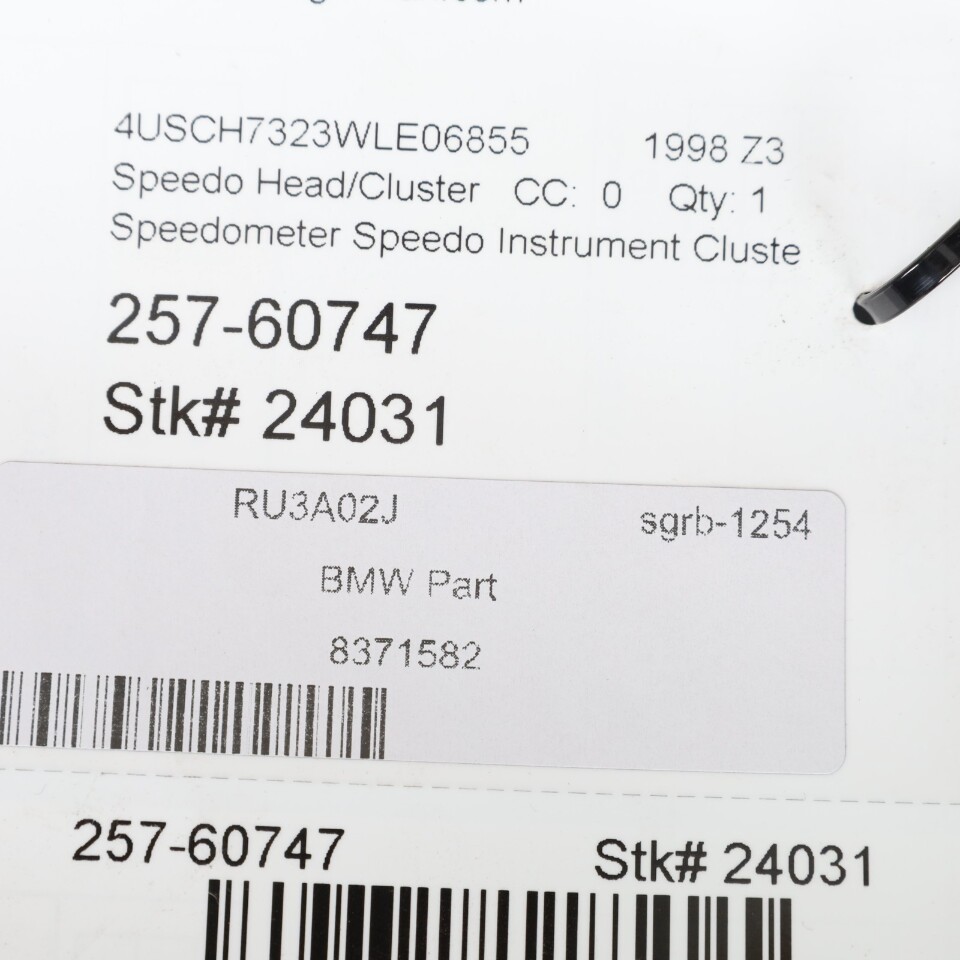 4USCH7323WLE06855 1998 Z3
Speedo Head/Cluster CC: 0 Qty: 1
Speedometer Speedo Instrument Cluste
257-60747
Stk# 24031
RU3A02J sgrb-1254
BMW Part
8371582
257-60747 Stk# 24031